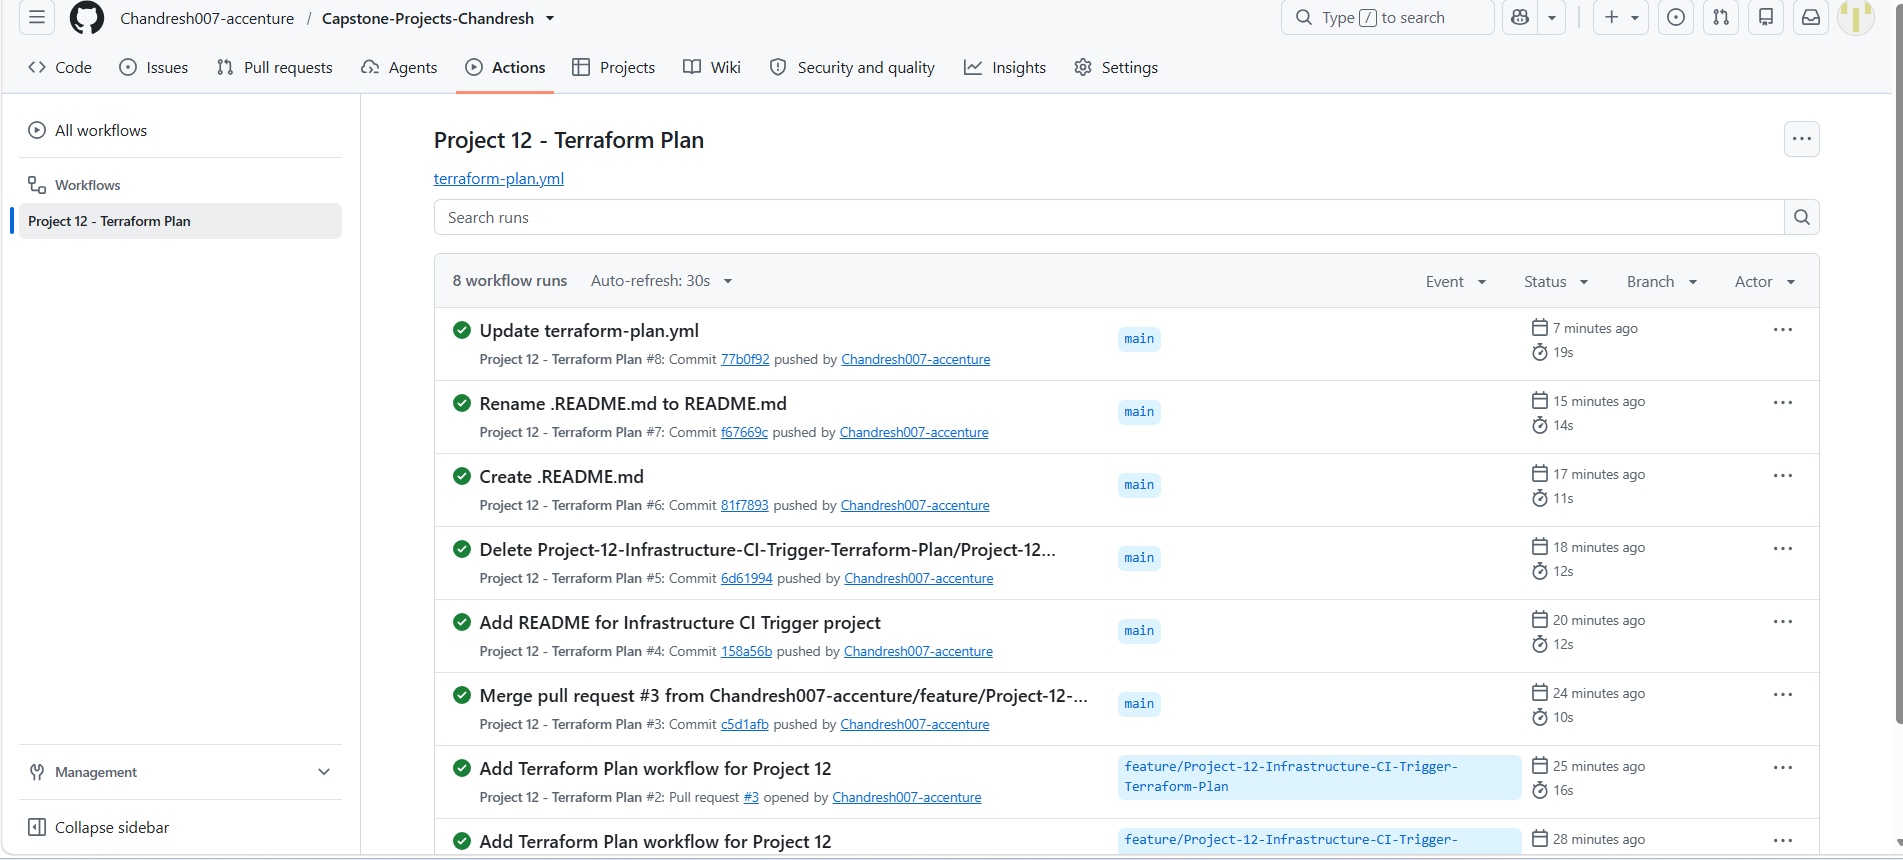 Chandresh007-accenture / Capstone-Projects-Chandresh
Type / to search
Code Issues Pull requests Agents Actions Projects Wiki Security and quality Insights Settings
All workflows
Workflows
Project 12 - Terraform Plan
Management
Collapse sidebar
Project 12 - Terraform Plan
terraform-plan.yml
Search runs
8 workflow runs Auto-refresh: 30s Event Status Branch Actor
Update terraform-plan.yml
Project 12 - Terraform Plan #8: Commit 77b0f92 pushed by Chandresh007-accenture
main
7 minutes ago
19s
Rename .README.md to README.md
Project 12 - Terraform Plan #7: Commit f67669c pushed by Chandresh007-accenture
main
15 minutes ago
14s
Create .README.md
Project 12 - Terraform Plan #6: Commit 81f7893 pushed by Chandresh007-accenture
main
17 minutes ago
11s
Delete Project-12-Infrastructure-CI-Trigger-Terraform-Plan/Project-12...
Project 12 - Terraform Plan #5: Commit 6d61994 pushed by Chandresh007-accenture
main
18 minutes ago
12s
Add README for Infrastructure CI Trigger project
Project 12 - Terraform Plan #4: Commit 158a56b pushed by Chandresh007-accenture
main
20 minutes ago
12s
Merge pull request #3 from Chandresh007-accenture/feature/Project-12-...
Project 12 - Terraform Plan #3: Commit c5d1afb pushed by Chandresh007-accenture
main
24 minutes ago
10s
Add Terraform Plan workflow for Project 12
Project 12 - Terraform Plan #2: Pull request #3 opened by Chandresh007-accenture
feature/Project-12-Infrastructure-CI-Trigger-
Terraform-Plan
25 minutes ago
16s
Add Terraform Plan workflow for Project 12
feature/Project-12-Infrastructure-CI-Trigger-
28 minutes ago